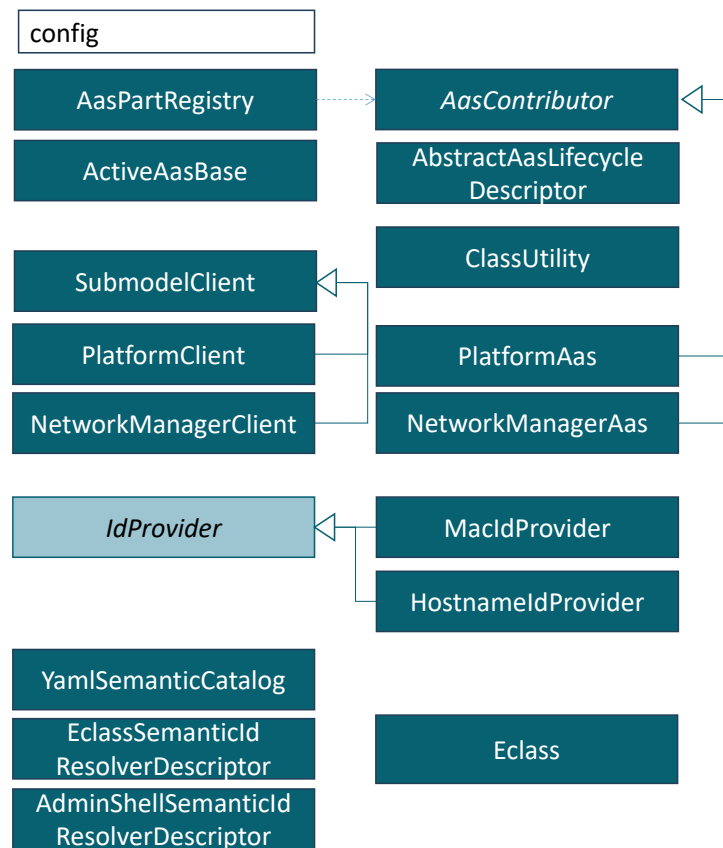 config
AasPartRegistry
AasContributor
ActiveAasBase
AbstractAasLifecycle
Descriptor
SubmodelClient
ClassUtility
PlatformClient
PlatformAas
NetworkManagerClient
NetworkManagerAas
IdProvider
MacIdProvider
HostnameIdProvider
YamlSemanticCatalog
EclassSemanticId
ResolverDescriptor
Eclass
AdminShellSemanticId
ResolverDescriptor